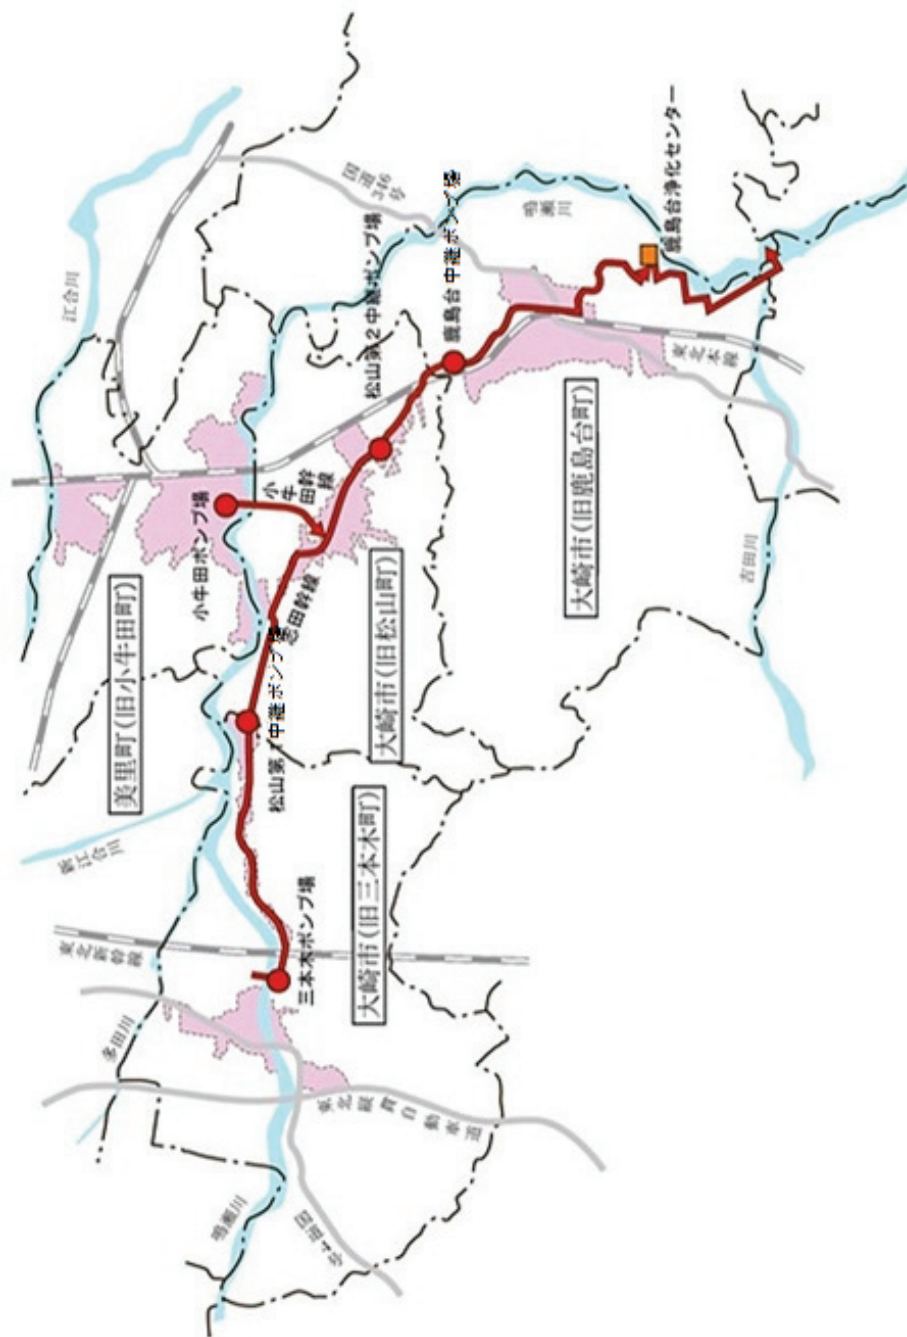 江合川
国道
346
号
鳴瀬川
鹿島台浄化センター
松山第2中継ポンプ場
鹿島台中継ポンプ場
東北本線
小牛田幹
線
小牛田ポンプ場
志田幹線
美里町(旧小牛田町)
大崎市(旧松山町)
大崎市(旧鹿島台町)
吉田川
松山第1中継ポンプ場
新江合川
大崎市(旧三本木町)
東北新幹線
三本木ポンプ場
多田川
東北縦貫自動車道
鳴瀬川
国道4号